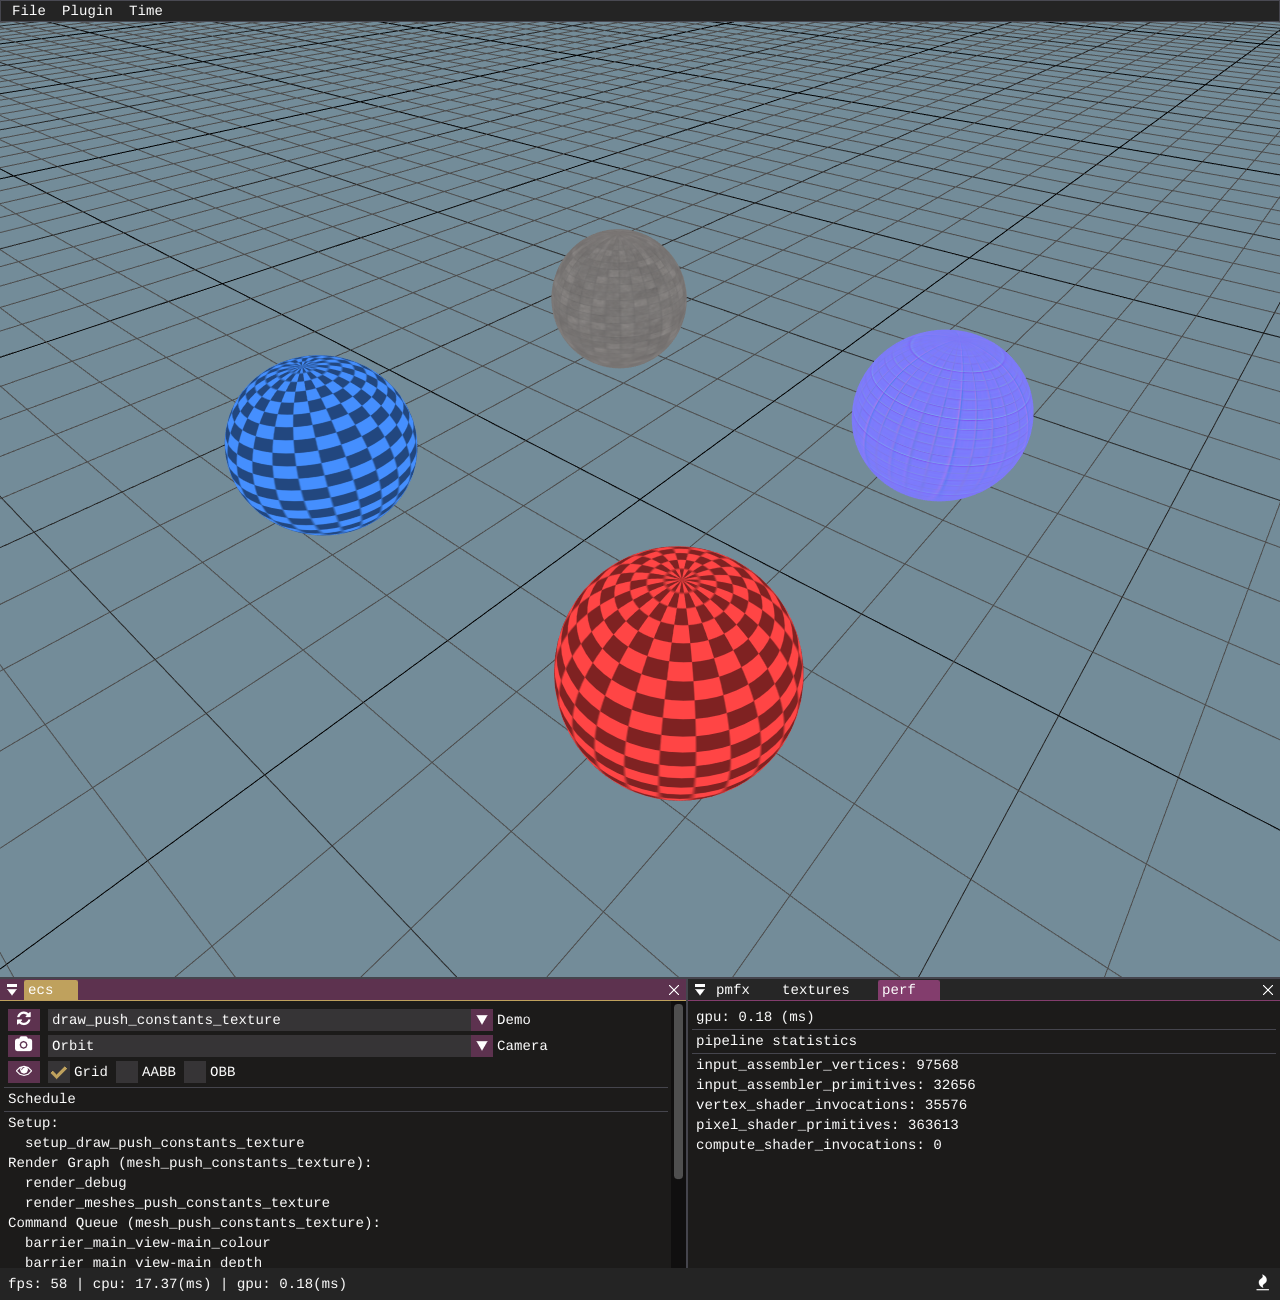 File Plugin Time
ecs
draw_push_constants_texture Demo
Orbit Camera
Grid AABB OBB
Schedule
Setup:
setup_draw_push_constants_texture
Render Graph (mesh_push_constants_texture):
render_debug
render_meshes_push_constants_texture
Command Queue (mesh_push_constants_texture):
barrier_main_view-main_colour
barrier_main_view-main_depth
pmfx textures perf
gpu: 0.18 (ms)
pipeline statistics
input_assembler_vertices: 97568
input_assembler_primitives: 32656
vertex_shader_invocations: 35576
pixel_shader_primitives: 363613
compute_shader_invocations: 0
fps: 58 | cpu: 17.37(ms) | gpu: 0.18(ms)